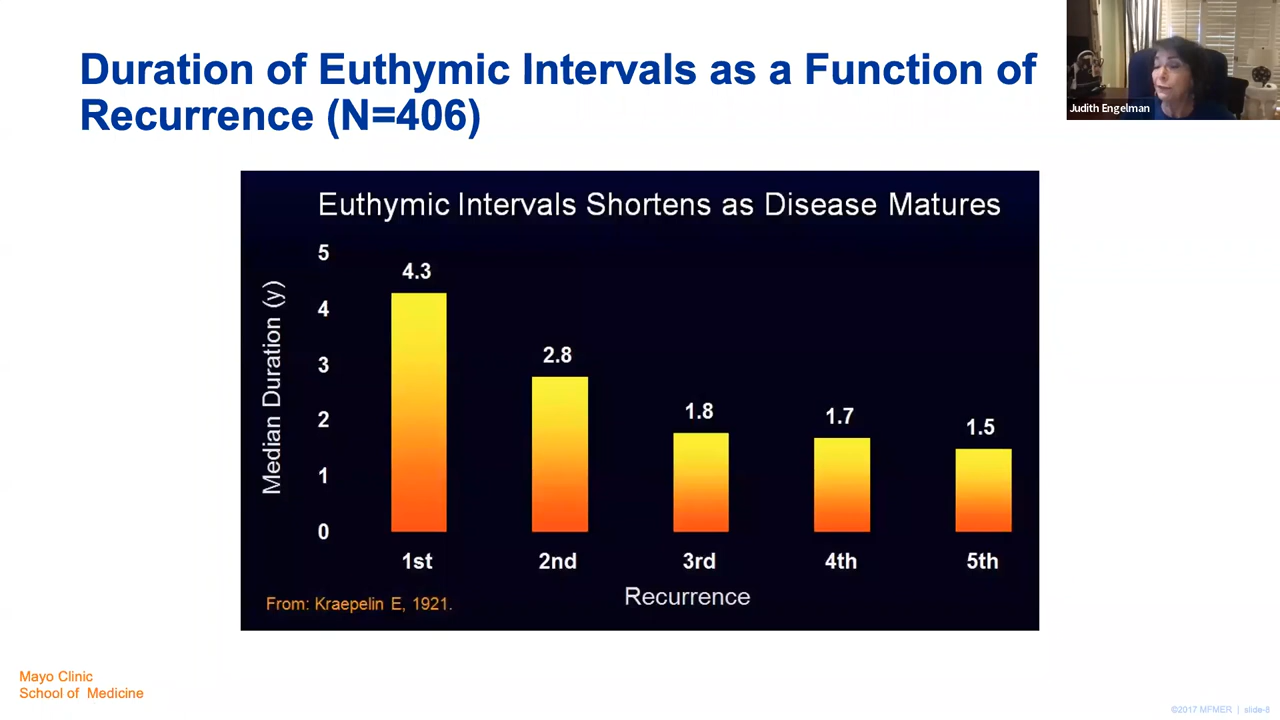 Duration of Euthymic Intervals as a Function of
Recurrence (N=406)
Judith Engelman
Euthymic Intervals Shortens as Disease Matures
Median Duration (y)
5
4
3
2
1
0
4.3
2.8
1.8
1.7
1.5
1st
2nd
3rd
4th
5th
Recurrence
From: Kraepelin E, 1921.
Mayo Clinic
School of Medicine
©2017 MFMER | slide-8